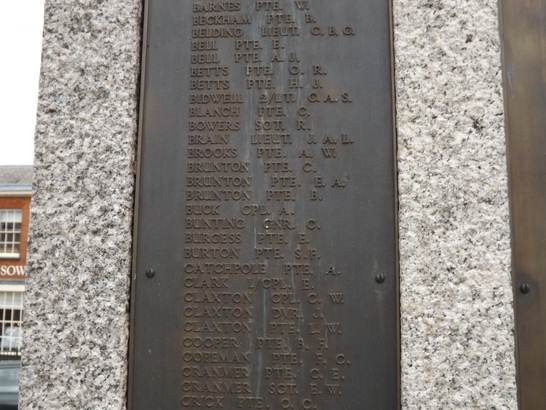 BARNES PTE. W.
BECKHAM PTE. B.
BELDING LIEUT. C. B. G.
BELL PTE. E.
BELL PTE. A. J.
BETTS PTE. G. R.
BETTS PTE. H. J.
BIDWELL 2/LT. C. A. S.
BLANCH PTE. C.
BOWERS SGT. R.
BRAIN LIEUT. J. A. L.
BROOKS PTE. A. W.
BRUNTON PTE. C.
BRUNTON PTE. E. A.
BRUNTON PTE. B.
BUCK CPL. A.
BUNTING GNR. C.
BURGESS PTE. E.
BURTON PTE. S. F.
CATCHPOLE PTE. A.
CLARK L/CPL. E.
CLAXTON CPL. C. W.
CLAXTON DVR. J.
CLAXTON PTE. L. W.
COOPER PTE. B. F.
COPEMAN PTE. F. C.
CRANMER PTE. C. E.
CRANMER SGT. E. W.
CRICK PTE. C. C.
SOW